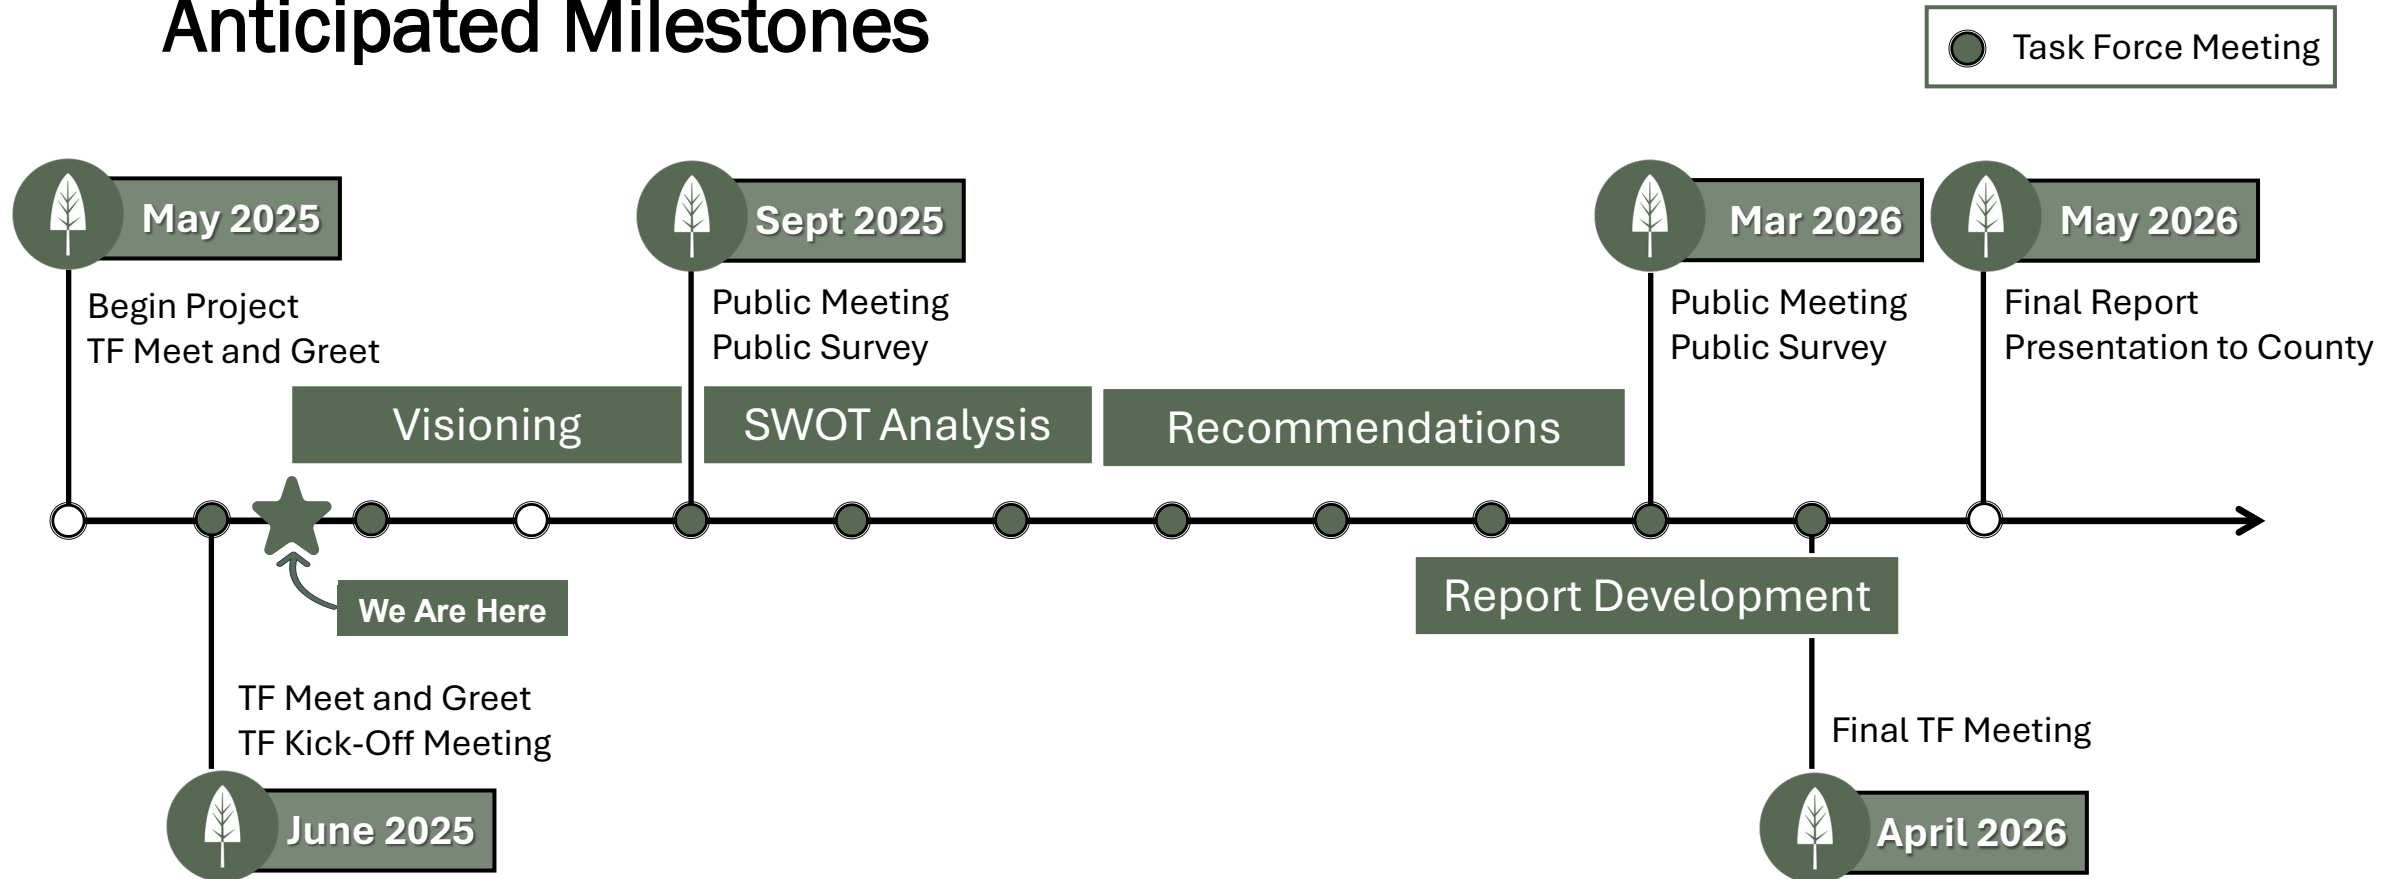 Anticipated Milestones
Task Force Meeting
May 2025
Begin Project
TF Meet and Greet
Sept 2025
Public Meeting
Public Survey
Mar 2026
Public Meeting
Public Survey
May 2026
Final Report
Presentation to County
Visioning
SWOT Analysis
Recommendations
We Are Here
Report Development
TF Meet and Greet
TF Kick-Off Meeting
June 2025
Final TF Meeting
April 2026